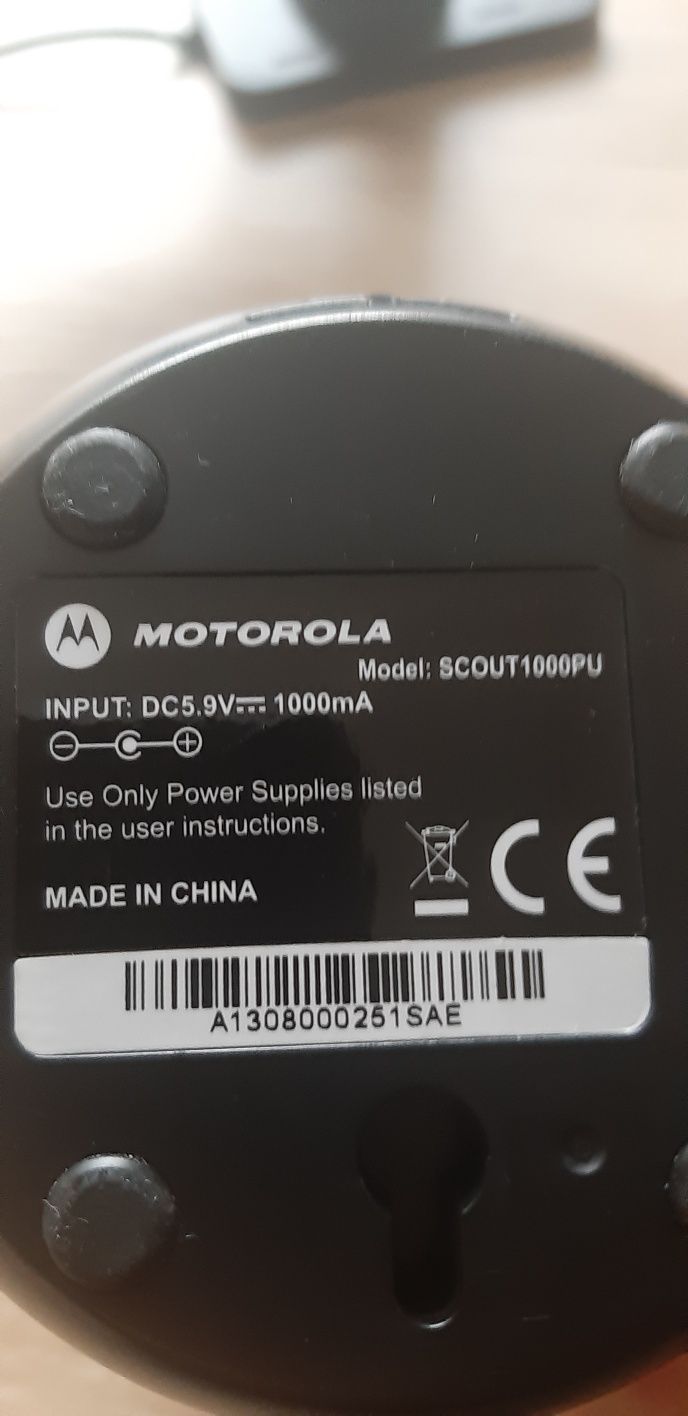 MOTOROLA
Model: SCOUT1000PU
INPUT: DC5.9V⎓ 1000mA
Use Only Power Supplies listed
in the user instructions.
MADE IN CHINA
CE
A1308000251SAE